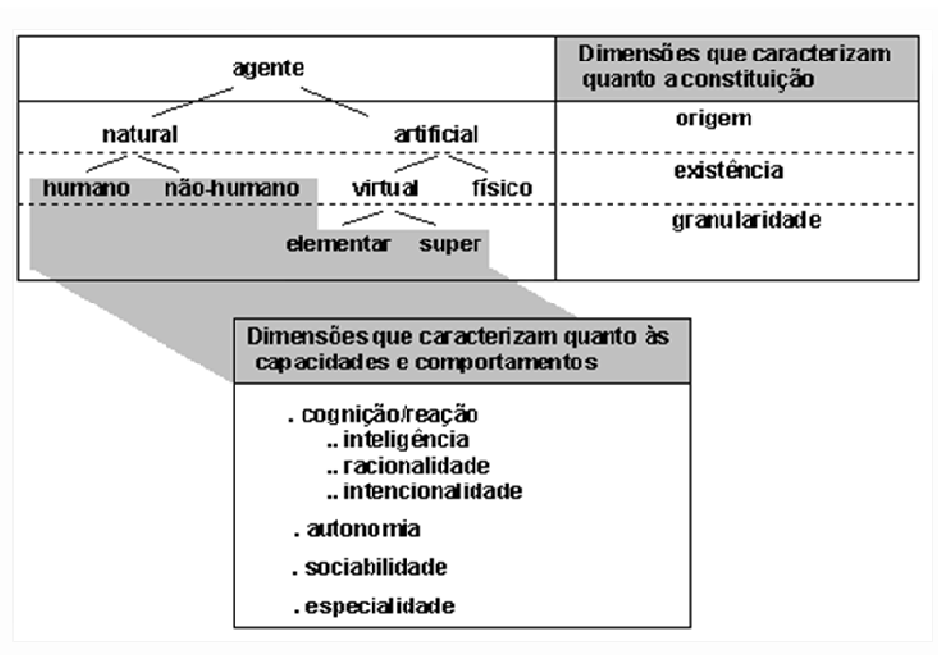 agente
Dimensões que caracterizam
quanto a constituição
natural artificial
origem
humano não-humano virtual físico
existência
elementar super
granularidade
Dimensões que caracterizam quanto às
capacidades e comportamentos
. cognição/reação
.. inteligência
.. racionalidade
.. intencionalidade
. autonomia
. sociabilidade
. especialidade